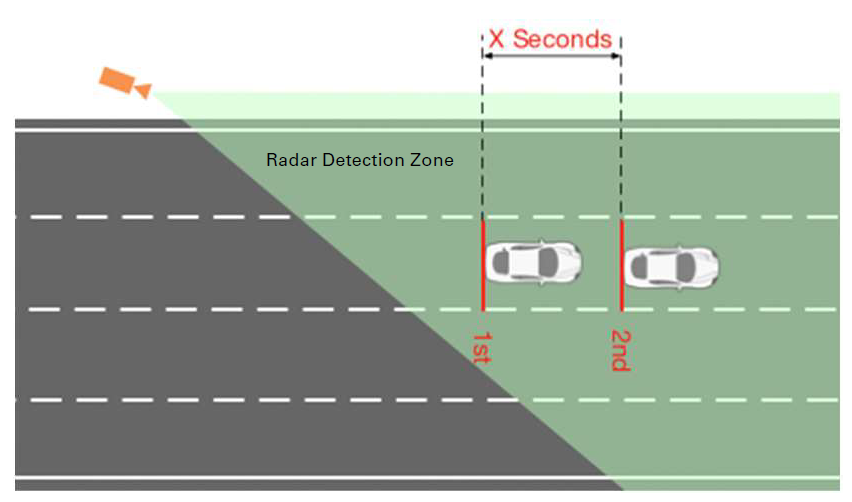 X Seconds
Radar Detection Zone
1st
2nd